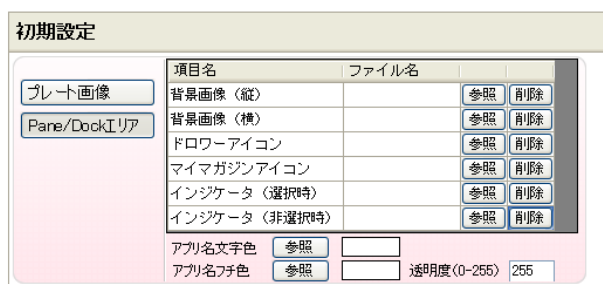 初期設定
プレート画像
Pane/Dockエリア
項目名 ファイル名
背景画像（縦） 参照 削除
背景画像（横） 参照 削除
ドロワーアイコン 参照 削除
マイマガジンアイコン 参照 削除
インジケータ（選択時） 参照 削除
インジケータ（非選択時） 参照 削除
アプリ名文字色 参照
アプリ名フチ色 参照 透明度(0-255) 255